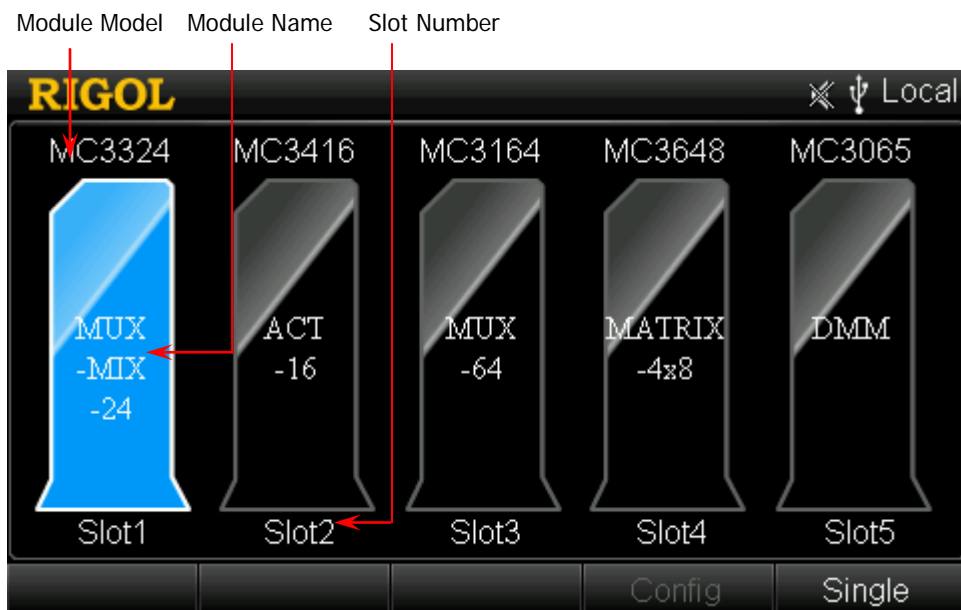 Module Model Module Name Slot Number
RIGOL Local
MC3324 MC3416 MC3164 MC3648 MC3065
MUX ACT MUX MATRIX DMM
-MIX -16 -64 -4x8
-24
Slot1 Slot2 Slot3 Slot4 Slot5
Config Single